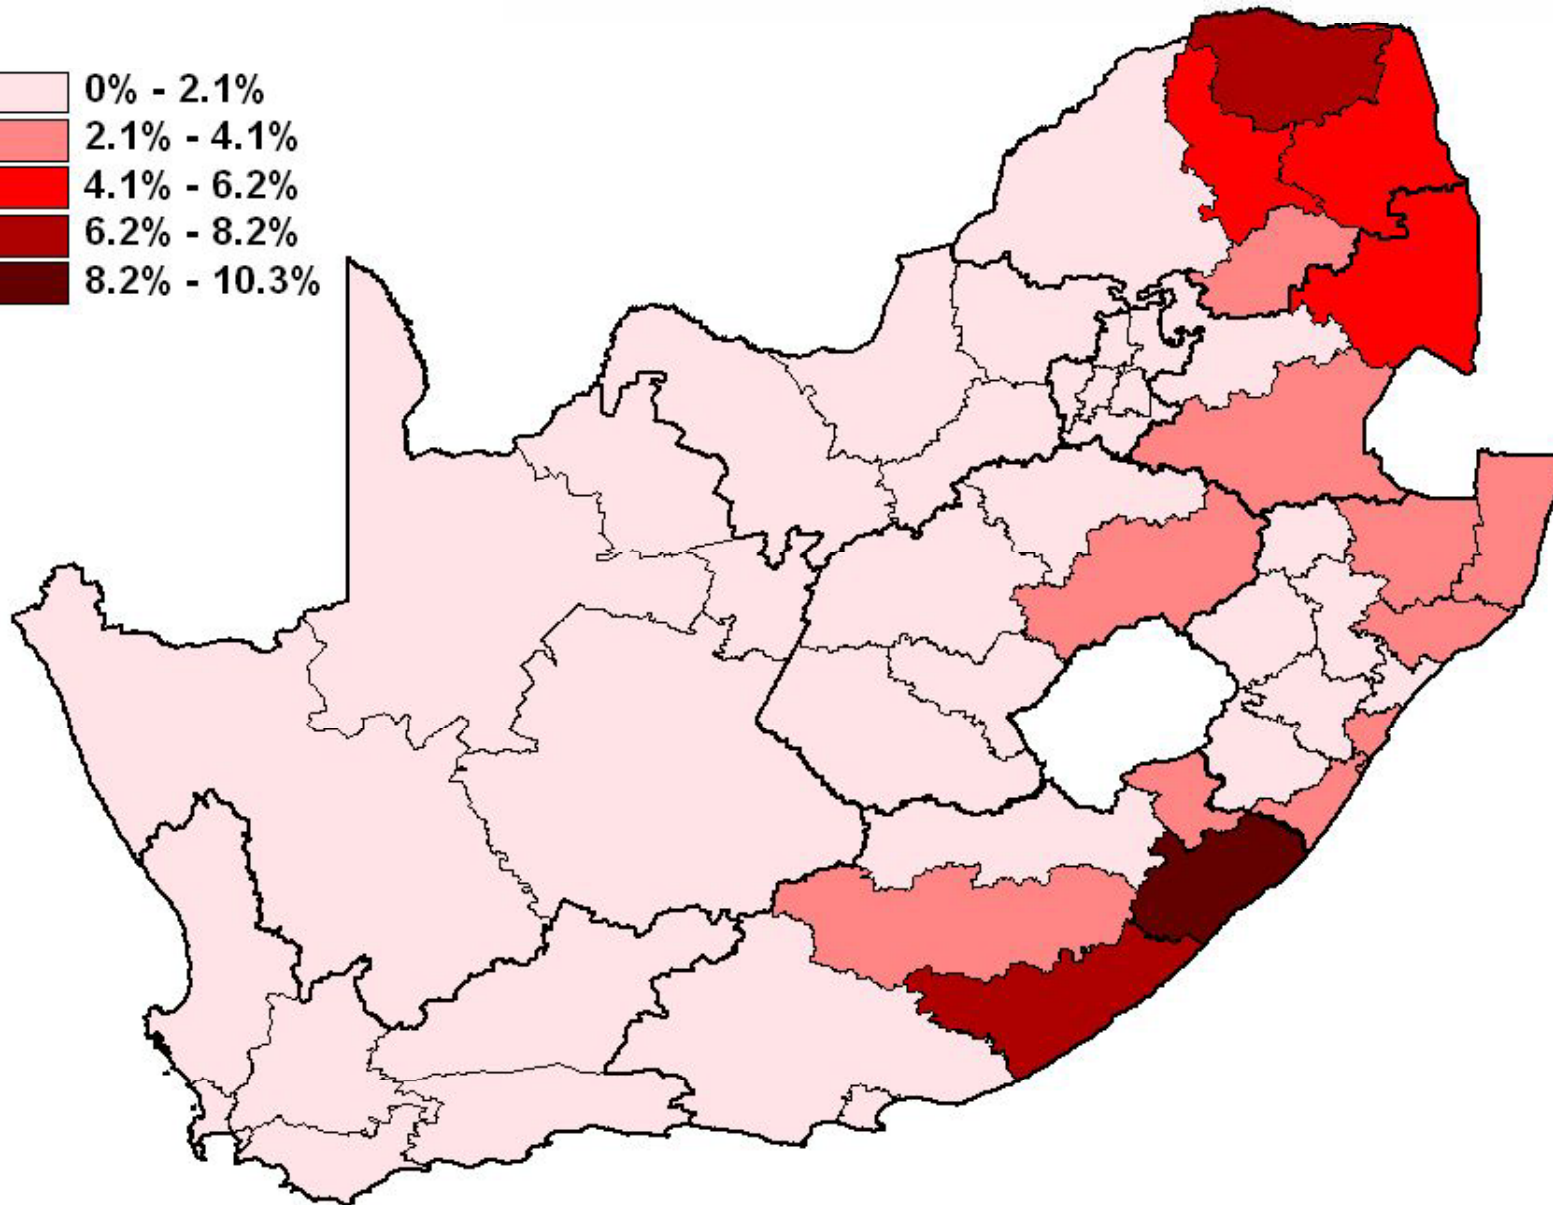 0% - 2.1%
2.1% - 4.1%
4.1% - 6.2%
6.2% - 8.2%
8.2% - 10.3%